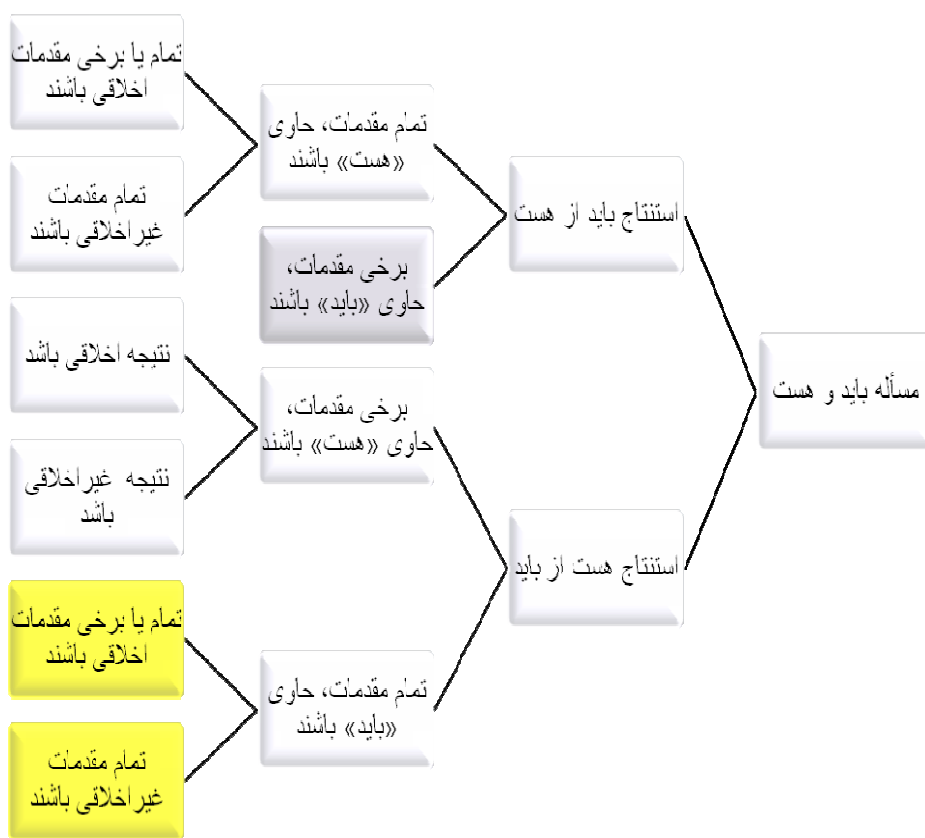 مسأله باید و هست
استنتاج باید از هست
تمام مقدمات، حاوی
«هست» باشند
تمام یا برخی مقدمات
اخلاقی باشند
تمام مقدمات
غیراخلاقی باشند
برخی مقدمات،
حاوی «باید» باشند
استنتاج هست از باید
برخی مقدمات،
حاوی «هست» باشند
نتیجه اخلاقی باشد
نتیجه غیراخلاقی
باشد
تمام مقدمات، حاوی
«باید» باشند
تمام یا برخی مقدمات
اخلاقی باشند
تمام مقدمات
غیراخلاقی باشند